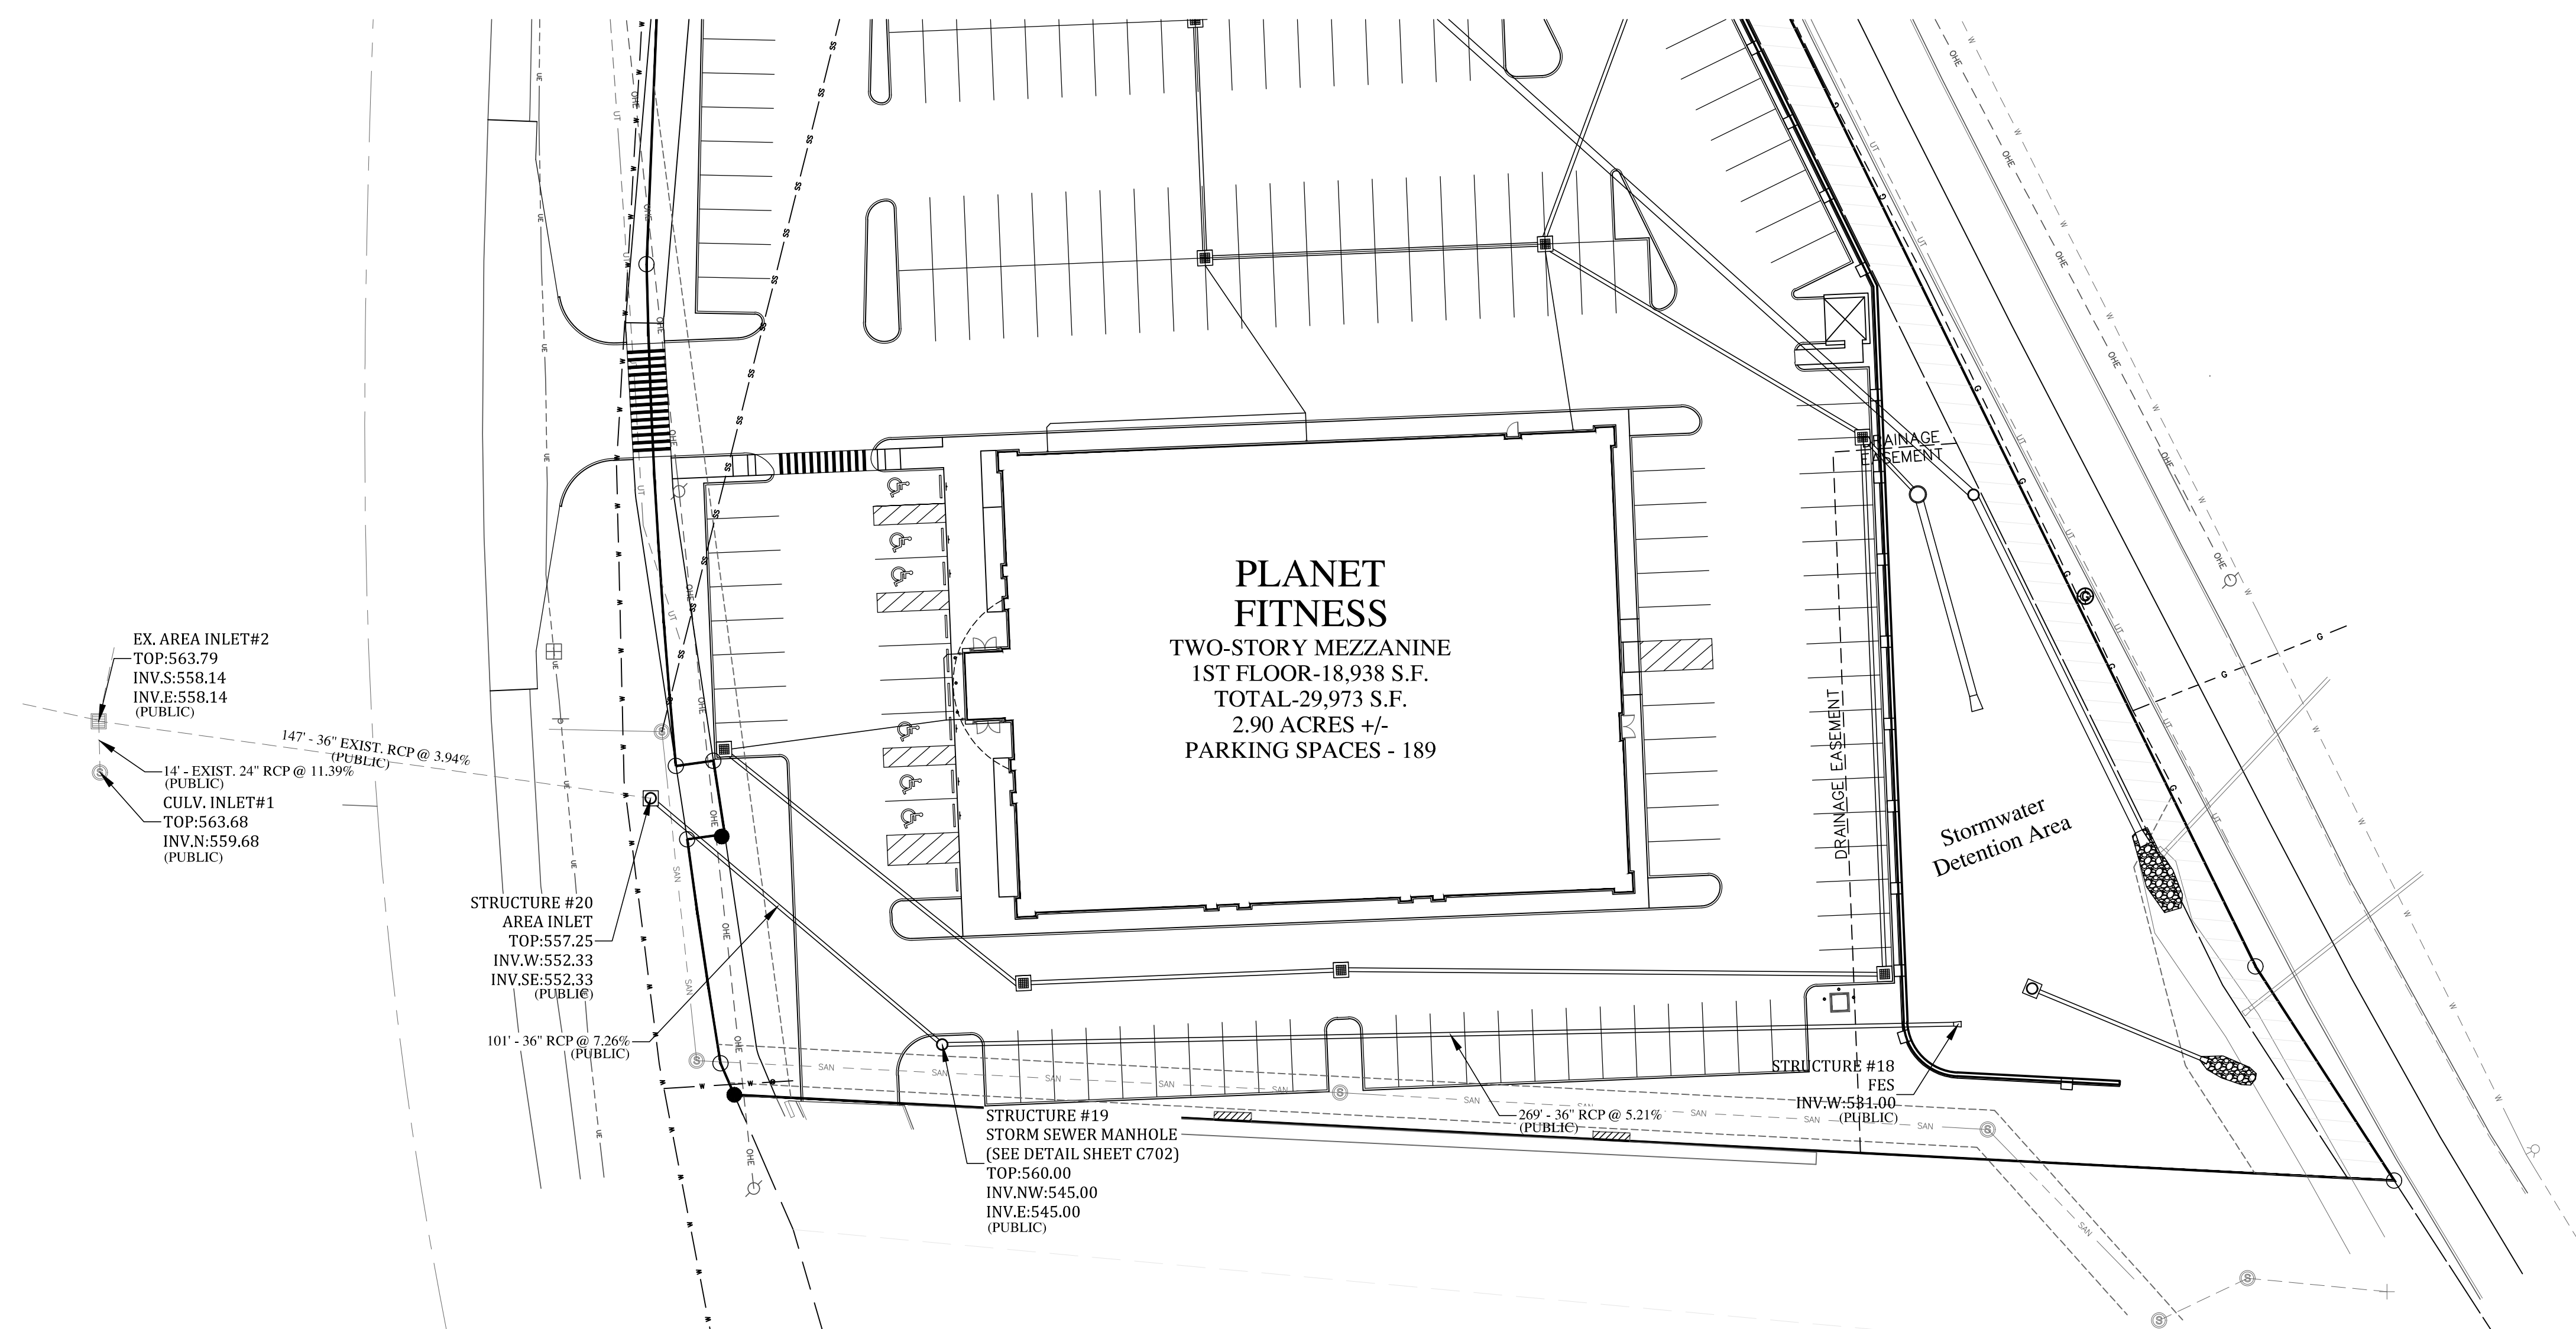 EX. AREA INLET#2
TOP:563.79
INV.S:558.14
INV.E:558.14
(PUBLIC)
147' - 36" EXIST. RCP @ 3.94%
(PUBLIC)
14' - EXIST. 24" RCP @ 11.39%
(PUBLIC)
CULV. INLET#1
TOP:563.68
INV.N:559.68
(PUBLIC)
STRUCTURE #20
AREA INLET
TOP:557.25
INV.W:552.33
INV.SE:552.33
(PUBLIC)
101' - 36" RCP @ 7.26%
(PUBLIC)
PLANET
FITNESS
TWO-STORY MEZZANINE
1ST FLOOR-18,938 S.F.
TOTAL-29,973 S.F.
2.90 ACRES +/-
PARKING SPACES - 189
DRAINAGE
EASEMENT
DRAINAGE EASEMENT
Stormwater
Detention Area
STRUCTURE #19
STORM SEWER MANHOLE
(SEE DETAIL SHEET C702)
TOP:560.00
INV.NW:545.00
INV.E:545.00
(PUBLIC)
269' - 36" RCP @ 5.21%
(PUBLIC)
STRUCTURE #18
FES
INV.W:531.00
(PUBLIC)